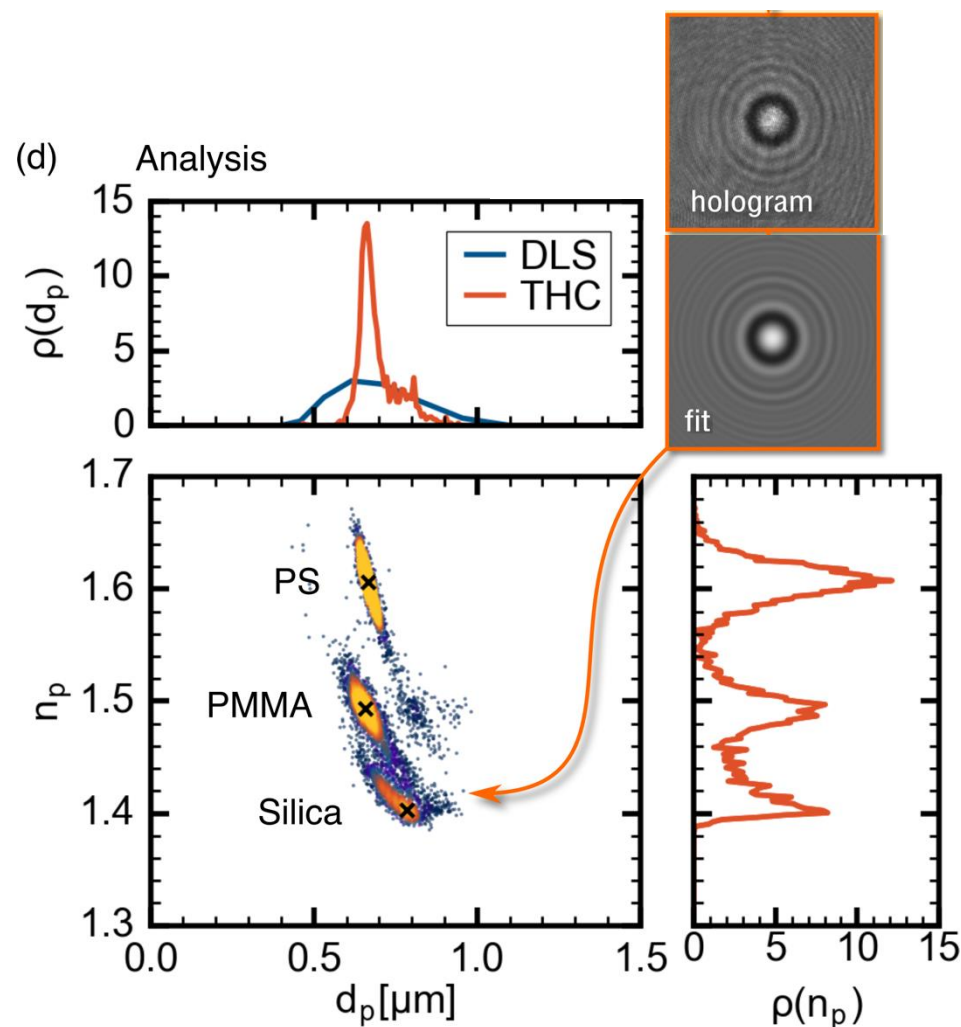 hologram
(d) Analysis
15
10
5
0
ρ(dₚ)
DLS
THC
fit
1.7
1.6
1.5
1.4
1.3
nₚ
PS
PMMA
Silica
0.0 0.5 1.0 1.5
dₚ[µm]
0 5 10 15
ρ(nₚ)